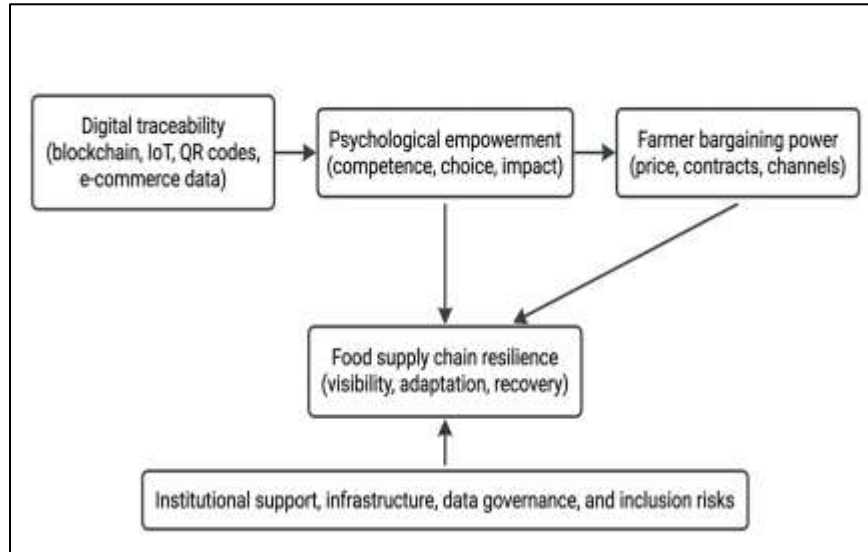 Digital traceability
(blockchain, IoT, QR codes,
e-commerce data)
Psychological empowerment
(competence, choice, impact)
Farmer bargaining power
(price, contracts, channels)
Food supply chain resilience
(visibility, adaptation, recovery)
Institutional support, infrastructure, data governance, and inclusion risks